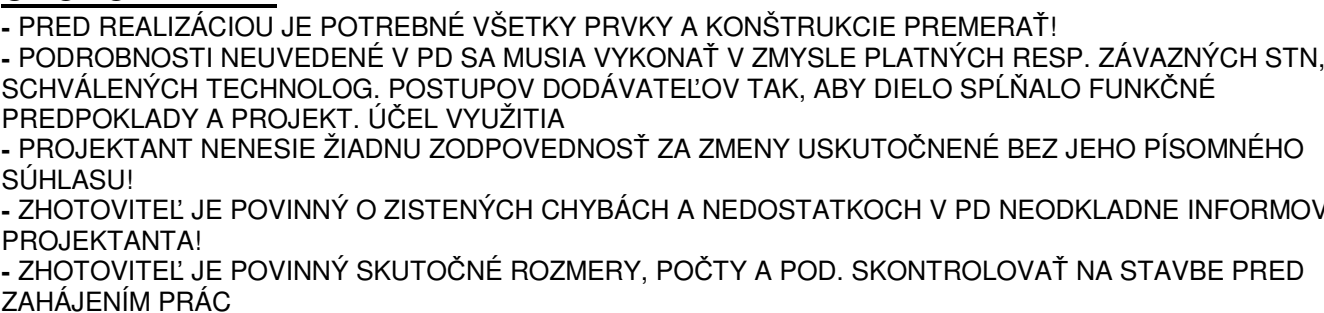 - PRED REALIZÁCIOU JE POTREBNÉ VŠETKY PRVKY A KONŠTRUKCIE PREMERAŤ!
- PODROBNOSTI NEUVEDENÉ V PD SA MUSIA VYKONAŤ V ZMYSLE PLATNÝCH RESP. ZÁVAZNÝCH STN,
SCHVÁLENÝCH TECHNOLOG. POSTUPOV DODÁVATEĽOV TAK, ABY DIELO SPĹŇALO FUNKČNÉ
PREDPOKLADY A PROJEKT. ÚČEL VYUŽITIA
- PROJEKTANT NENESIE ŽIADNU ZODPOVEDNOSŤ ZA ZMENY USKUTOČNENÉ BEZ JEHO PÍSOMNÉHO
SÚHLASU!
- ZHOTOVITEĽ JE POVINNÝ O ZISTENÝCH CHYBÁCH A NEDOSTATKOCH V PD NEODKLADNE INFORMOV
PROJEKTANTA!
- ZHOTOVITEĽ JE POVINNÝ SKUTOČNÉ ROZMERY, POČTY A POD. SKONTROLOVAŤ NA STAVBE PRED
ZAHÁJENÍM PRÁC